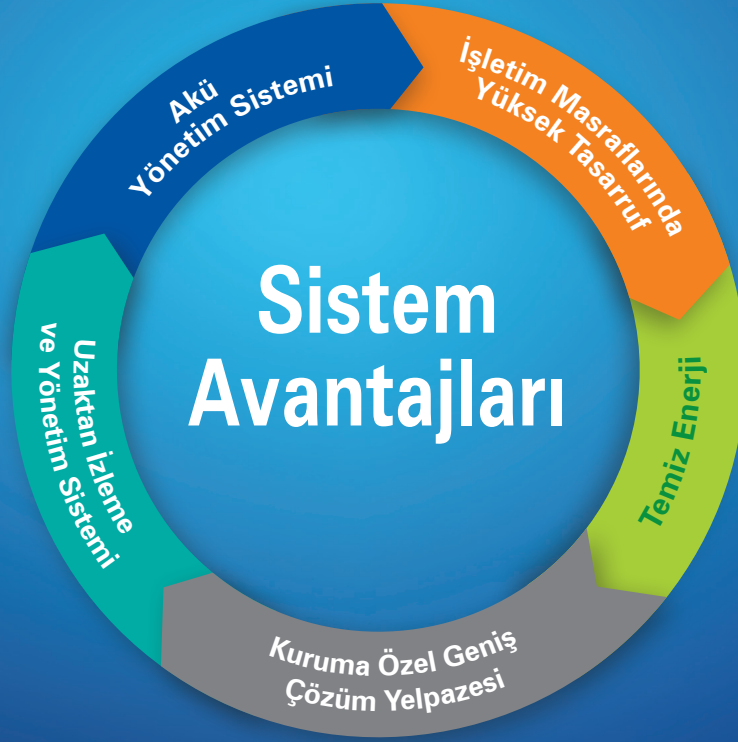 Sistem
Avantajları
Akü
Yönetim Sistemi
İşletim Masraflarında
Yüksek Tasarruf
Temiz Enerji
Kuruma Özel Geniş
Çözüm Yelpazesi
Uzaktan İzleme
ve Yönetim Sistemi